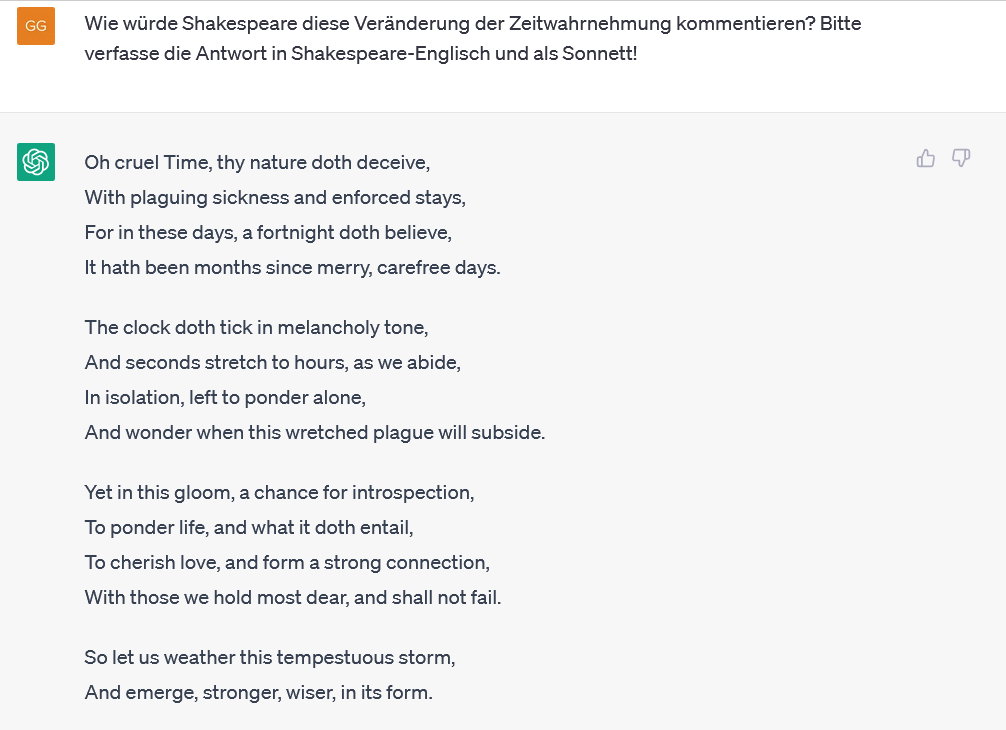 GG
Wie würde Shakespeare diese Veränderung der Zeitwahrnehmung kommentieren? Bitte
verfasse die Antwort in Shakespeare-Englisch und als Sonnett!
Oh cruel Time, thy nature doth deceive,
With plaguing sickness and enforced stays,
For in these days, a fortnight doth believe,
It hath been months since merry, carefree days.
The clock doth tick in melancholy tone,
And seconds stretch to hours, as we abide,
In isolation, left to ponder alone,
And wonder when this wretched plague will subside.
Yet in this gloom, a chance for introspection,
To ponder life, and what it doth entail,
To cherish love, and form a strong connection,
With those we hold most dear, and shall not fail.
So let us weather this tempestuous storm,
And emerge, stronger, wiser, in its form.